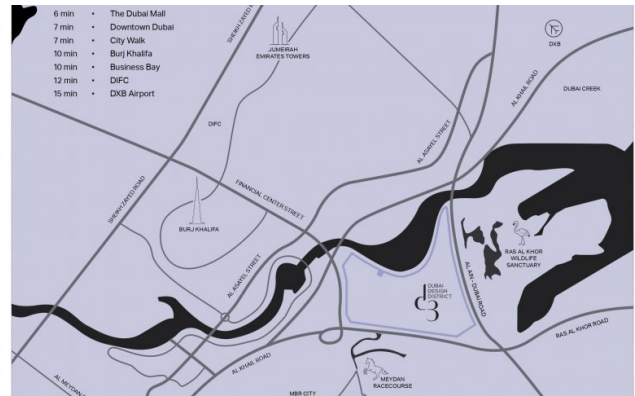 6 min • The Dubai Mall
7 min • Downtown Dubai
7 min • City Walk
10 min • Burj Khalifa
10 min • Business Bay
12 min • DIFC
15 min • DXB Airport
SHEIKH ZAYED
JUMEIRAH
EMIRATES TOWERS
DXB
AL KHAIL ROAD
DUBAI CREEK
DIFC
AL ASAYEL STREET
SHEIKH ZAYED ROAD
FINANCIAL CENTER STREET
BURJ KHALIFA
RAS AL KHOR
WILDLIFE
SANCTUARY
AL ASAYEL STREET
AL AIN - DUBAI ROAD
DUBAI
DESIGN
DISTRICT
d3
RAS AL KHOR ROAD
AL KHAIL ROAD
MEYDAN
RACECOURSE
AL MEYDAN
MBR CITY